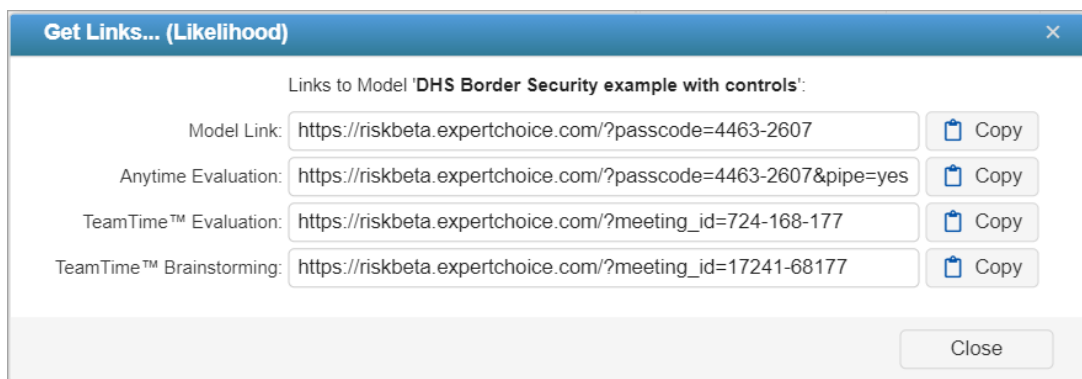 Get Links... (Likelihood) ×
Links to Model 'DHS Border Security example with controls':
Model Link: https://riskbeta.expertchoice.com/?passcode=4463-2607 Copy
Anytime Evaluation: https://riskbeta.expertchoice.com/?passcode=4463-2607&pipe=yes Copy
TeamTime™ Evaluation: https://riskbeta.expertchoice.com/?meeting_id=724-168-177 Copy
TeamTime™ Brainstorming: https://riskbeta.expertchoice.com/?meeting_id=17241-68177 Copy
Close